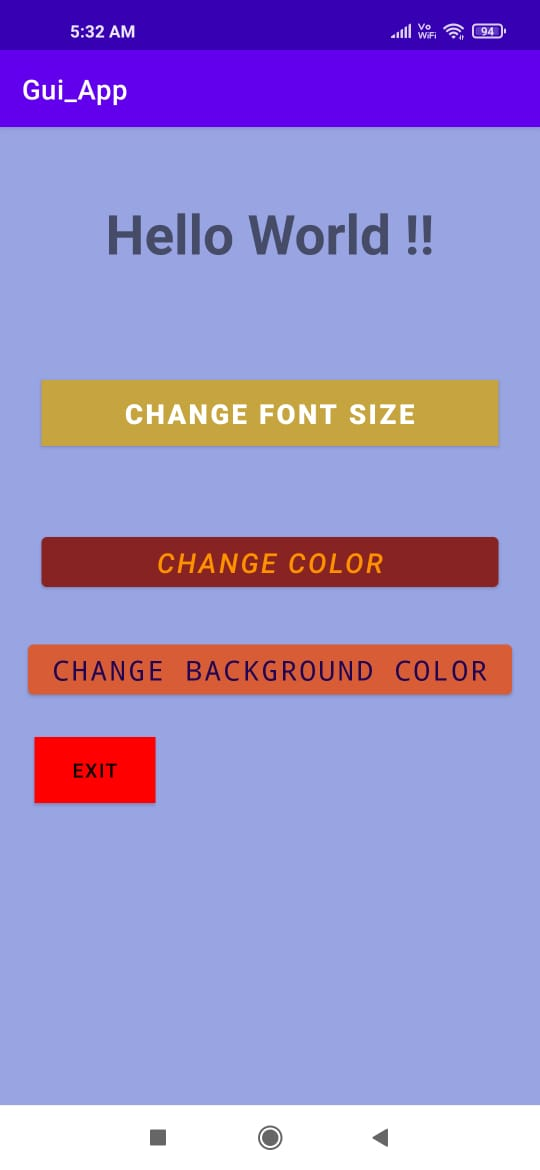 5:32 AM
Vo
WiFi
94
Gui_App
Hello World !!
CHANGE FONT SIZE
CHANGE COLOR
CHANGE BACKGROUND COLOR
EXIT